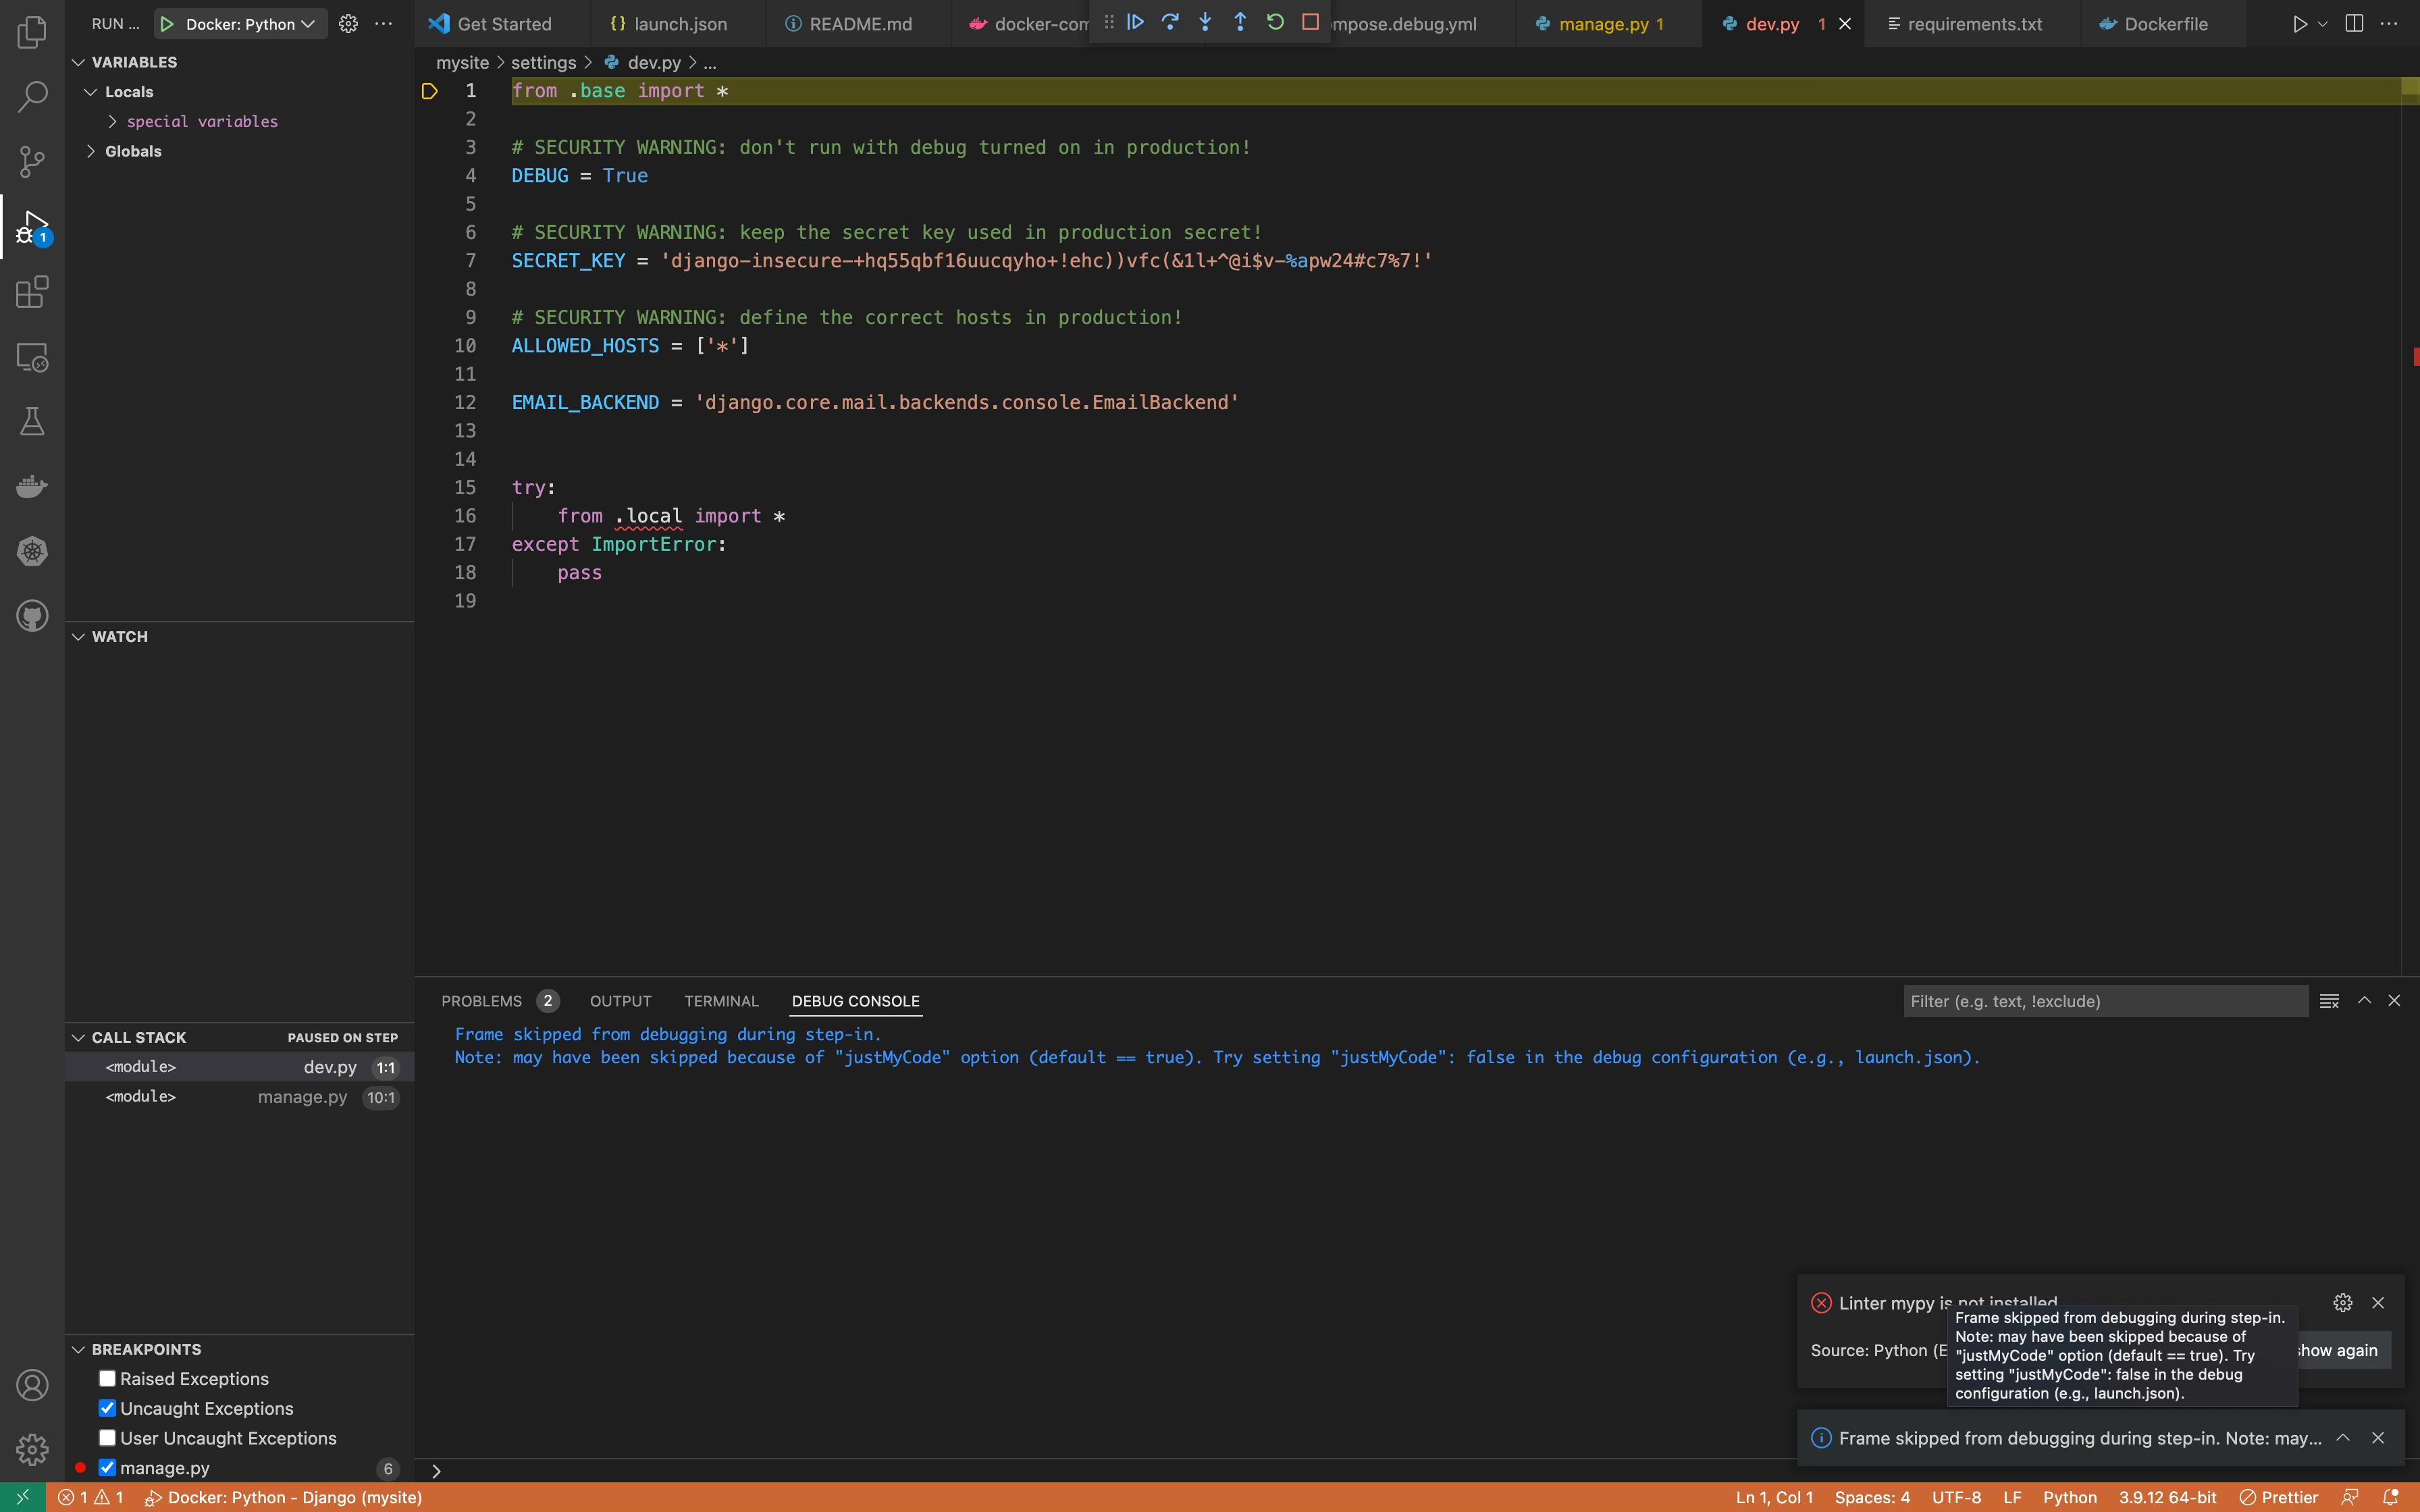 RUN ...
Docker: Python
Get Started
{} launch.json
README.md
docker-com
mpose.debug.yml
manage.py 1
dev.py 1
requirements.txt
Dockerfile
VARIABLES
Locals
special variables
Globals
mysite > settings > dev.py > ...
1 from .base import *
2
3 # SECURITY WARNING: don't run with debug turned on in production!
4 DEBUG = True
5
6 # SECURITY WARNING: keep the secret key used in production secret!
7 SECRET_KEY = 'django-insecure-+hq55qbf16uucqyho+!ehc))vfc(&1l+^@i$v-%apw24#c7%7!'
8
9 # SECURITY WARNING: define the correct hosts in production!
10 ALLOWED_HOSTS = ['*']
11
12 EMAIL_BACKEND = 'django.core.mail.backends.console.EmailBackend'
13
14
15 try:
16 from .local import *
17 except ImportError:
18 pass
19
WATCH
CALL STACK PAUSED ON STEP
<module> dev.py 1:1
<module> manage.py 10:1
BREAKPOINTS
Raised Exceptions
Uncaught Exceptions
User Uncaught Exceptions
manage.py 6
PROBLEMS 2 OUTPUT TERMINAL DEBUG CONSOLE
Filter (e.g. text, !exclude)
Frame skipped from debugging during step-in.
Note: may have been skipped because of "justMyCode" option (default == true). Try setting "justMyCode": false in the debug configuration (e.g., launch.json).
Linter mypy is not installed
Source: Python (E
show again
Frame skipped from debugging during step-in.
Note: may have been skipped because of
"justMyCode" option (default == true). Try
setting "justMyCode": false in the debug
configuration (e.g., launch.json).
Frame skipped from debugging during step-in. Note: may...
1
1 1 Docker: Python - Django (mysite)
Ln 1, Col 1 Spaces: 4 UTF-8 LF Python 3.9.12 64-bit Prettier